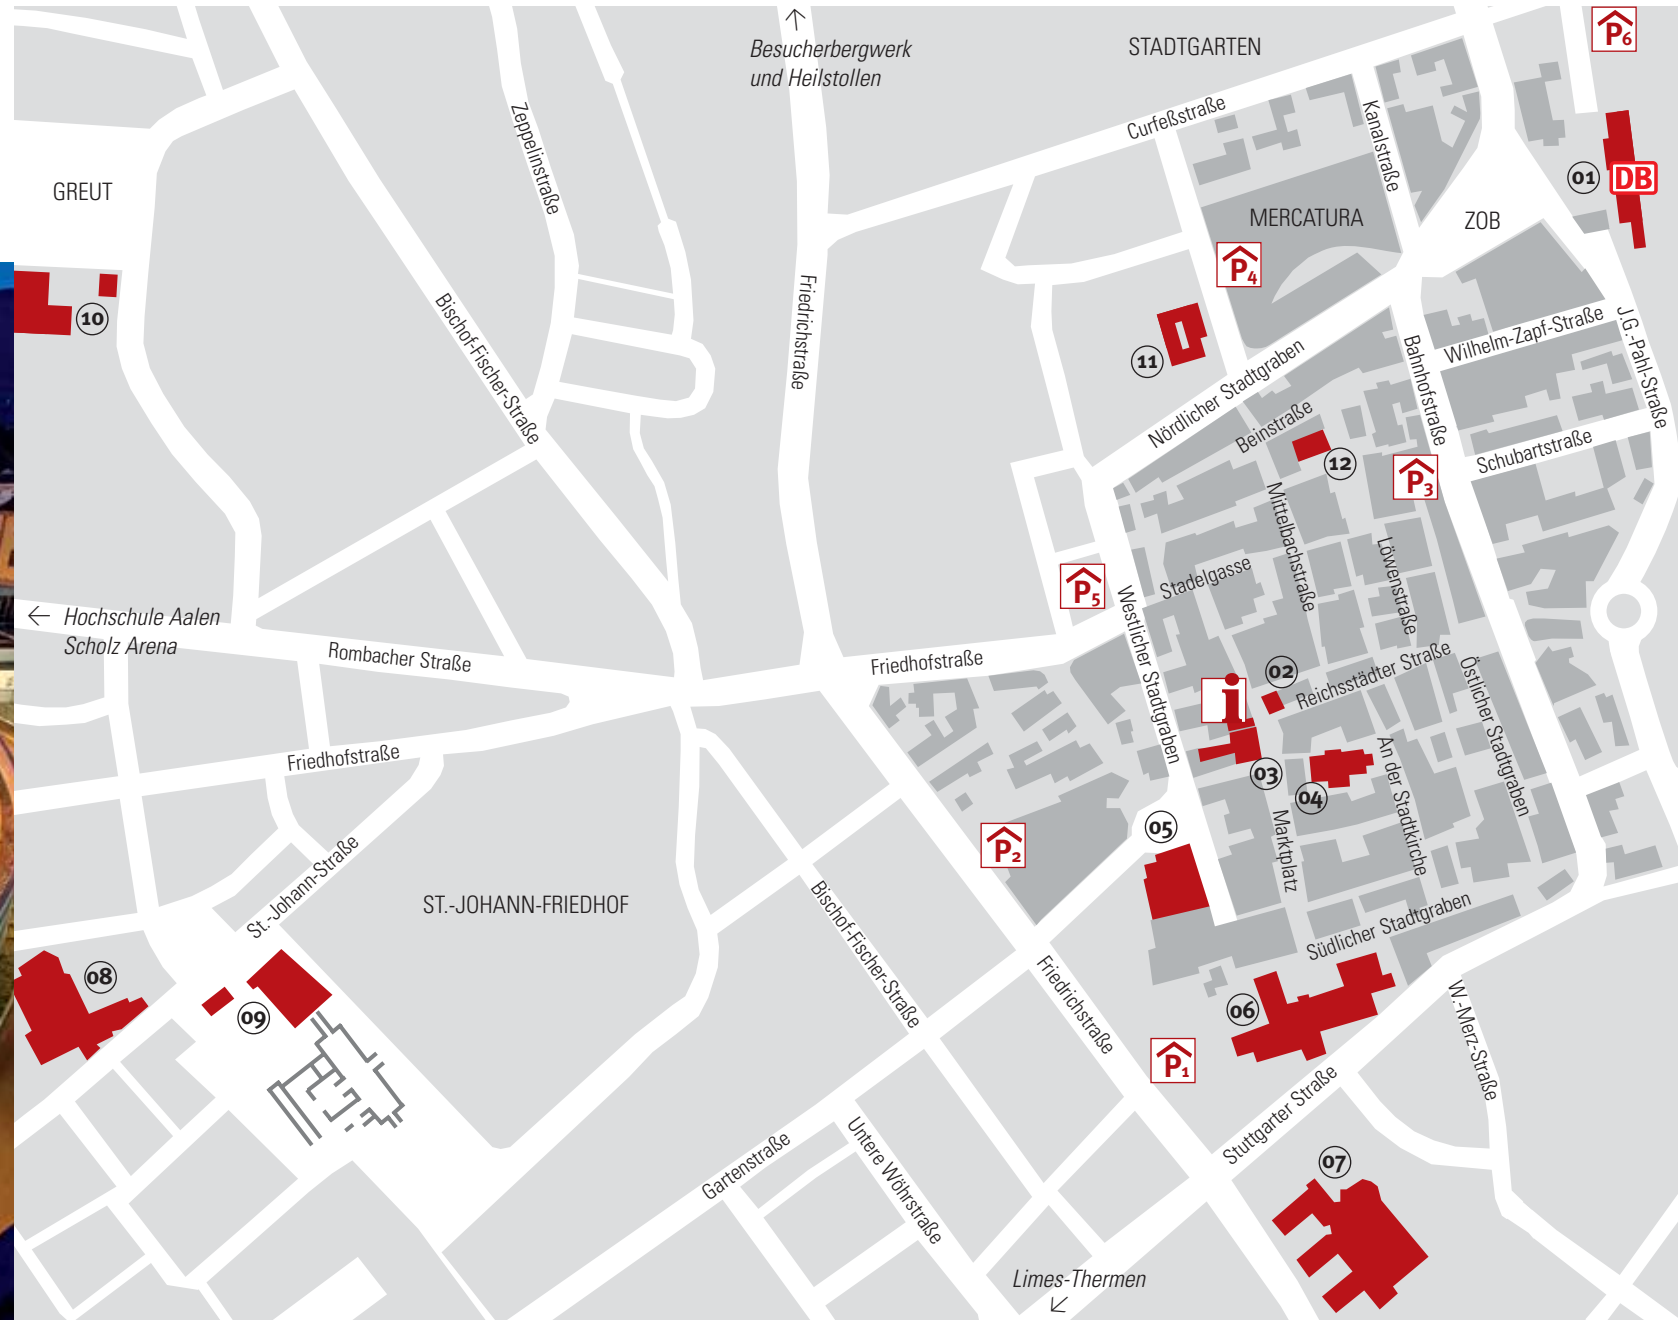 Besucherbergwerk
und Heilstollen
STADTGARTEN
P6
Curfeßstraße
Kanalstraße
Zeppelinstraße
GREUT
01
DB
MERCATURA
ZOB
P4
10
Bischof-Fischer-Straße
Friedrichstraße
11
Nördlicher Stadtgraben
Wilhelm-Zapf-Straße
J.G.-Pahl-Straße
Bahnhofstraße
Beinstraße
12
Schubartstraße
P3
Mittelbachstraße
Löwenstraße
Stadelgasse
P5
Westlicher Stadtgraben
Hochschule Aalen
Scholz Arena
Rombacher Straße
Friedhofstraße
02
i
Reichsstädter Straße
Östlicher Stadtgraben
Friedhofstraße
03
04
An der Stadtkirche
Marktplatz
05
P2
St.-Johann-Straße
ST.-JOHANN-FRIEDHOF
Bischof-Fischer-Straße
Südlicher Stadtgraben
08
09
Friedrichstraße
06
W.-Merz-Straße
P1
Stuttgarter Straße
Gartenstraße
Untere Wöhrstraße
07
Limes-Thermen